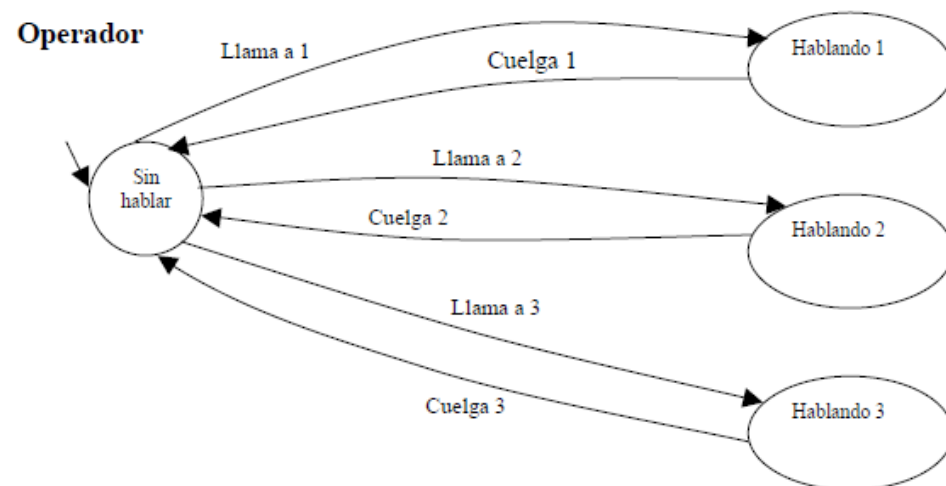 Operador
Llama a 1
Hablando 1
Cuelga 1
Sin
hablar
Llama a 2
Cuelga 2
Hablando 2
Llama a 3
Cuelga 3
Hablando 3